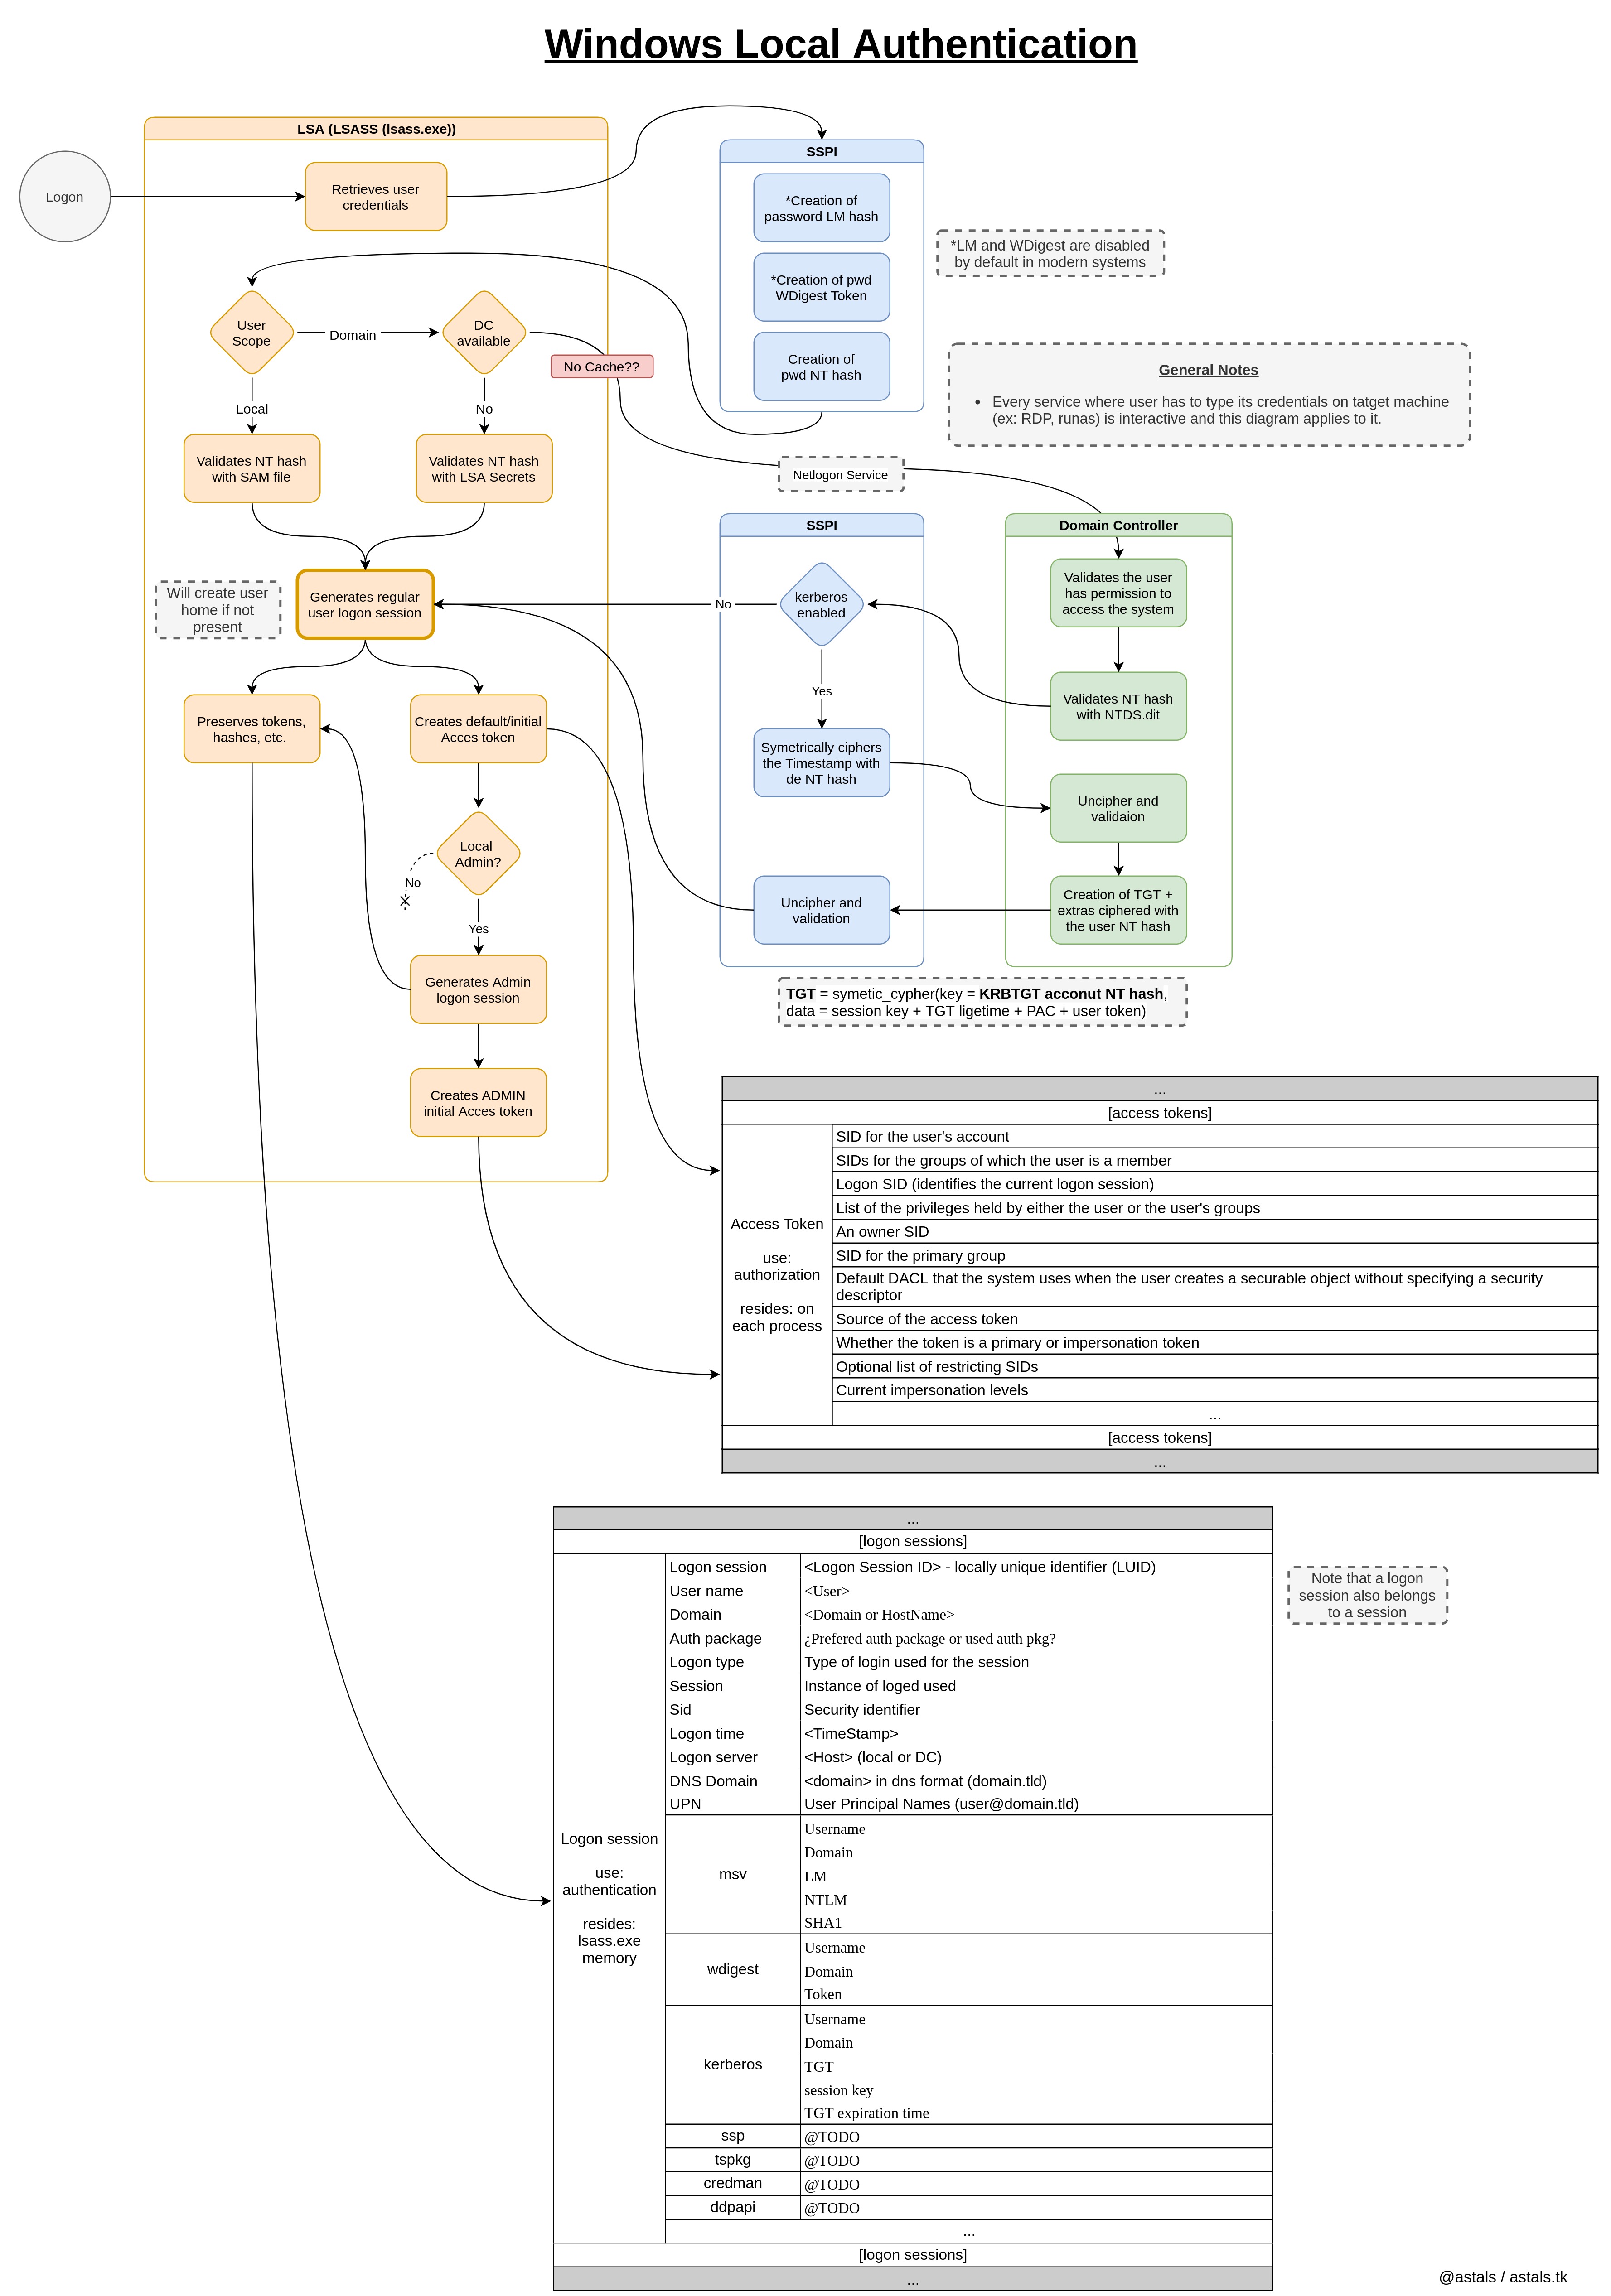 Windows Local Authentication
LSA (LSASS (lsass.exe))
Logon
Retrieves user
credentials
SSPI
*Creation of
password LM hash
*Creation of pwd
WDigest Token
Creation of
pwd NT hash
*LM and WDigest are disabled
by default in modern systems
User
Scope
Domain
DC
available
No Cache??
Local
No
General Notes
• Every service where user has to type its credentials on tatget machine
(ex: RDP, runas) is interactive and this diagram applies to it.
Validates NT hash
with SAM file
Validates NT hash
with LSA Secrets
Netlogon Service
SSPI
Domain Controller
Will create user
home if not
present
Generates regular
user logon session
No
kerberos
enabled
Validates the user
has permission to
access the system
Yes
Validates NT hash
with NTDS.dit
Preserves tokens,
hashes, etc.
Creates default/initial
Acces token
Symetrically ciphers
the Timestamp with
de NT hash
Uncipher and
validaion
Local
Admin?
No
Yes
Uncipher and
validation
Creation of TGT +
extras ciphered with
the user NT hash
Generates Admin
logon session
TGT = symetic_cypher(key = KRBTGT acconut NT hash,
data = session key + TGT ligetime + PAC + user token)
Creates ADMIN
initial Acces token
...
[access tokens]
Access Token
use:
authorization
resides: on
each process
SID for the user's account
SIDs for the groups of which the user is a member
Logon SID (identifies the current logon session)
List of the privileges held by either the user or the user's groups
An owner SID
SID for the primary group
Default DACL that the system uses when the user creates a securable object without specifying a security
descriptor
Source of the access token
Whether the token is a primary or impersonation token
Optional list of restricting SIDs
Current impersonation levels
...
[access tokens]
...
...
[logon sessions]
Note that a logon
session also belongs
to a session
Logon session
use:
authentication
resides:
lsass.exe
memory
Logon session <Logon Session ID> - locally unique identifier (LUID)
User name <User>
Domain <Domain or HostName>
Auth package ¿Prefered auth package or used auth pkg?
Logon type Type of login used for the session
Session Instance of loged used
Sid Security identifier
Logon time <TimeStamp>
Logon server <Host> (local or DC)
DNS Domain <domain> in dns format (domain.tld)
UPN User Principal Names (user@domain.tld)
msv
Username
Domain
LM
NTLM
SHA1
wdigest
Username
Domain
Token
kerberos
Username
Domain
TGT
session key
TGT expiration time
ssp @TODO
tspkg @TODO
credman @TODO
ddpapi @TODO
...
[logon sessions]
...
@astals / astals.tk